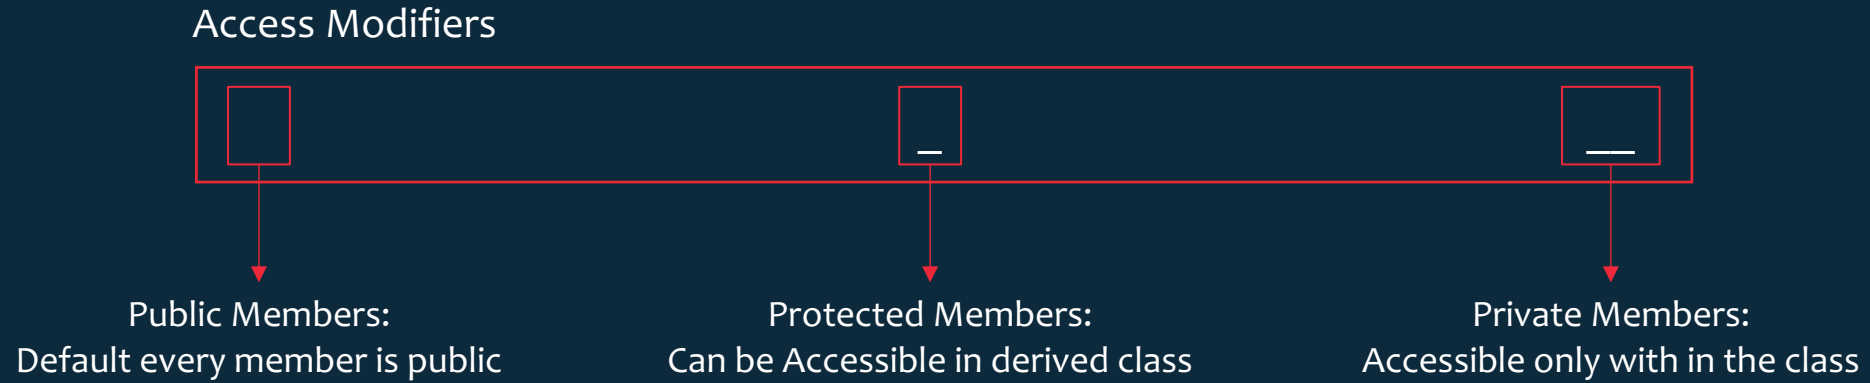 Access Modifiers
_
__
Public Members:
Default every member is public
Protected Members:
Can be Accessible in derived class
Private Members:
Accessible only with in the class